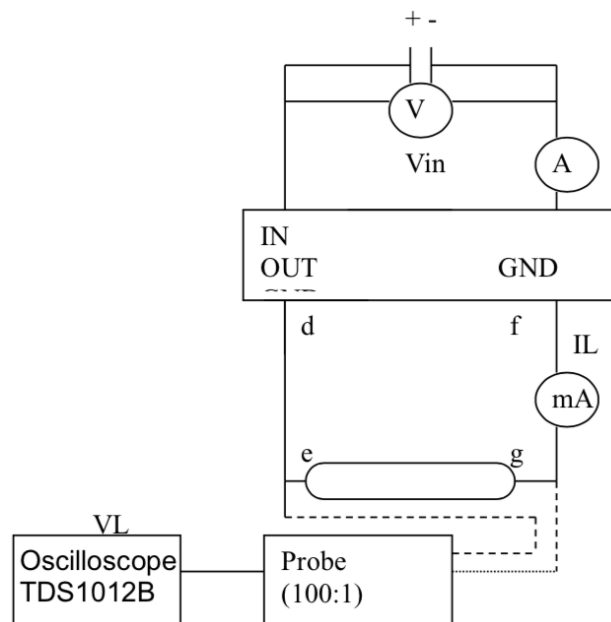 + -
V
Vin
A
IN
OUT GND
d f
IL
mA
e g
VL
Oscilloscope Probe
TDS1012B (100:1)